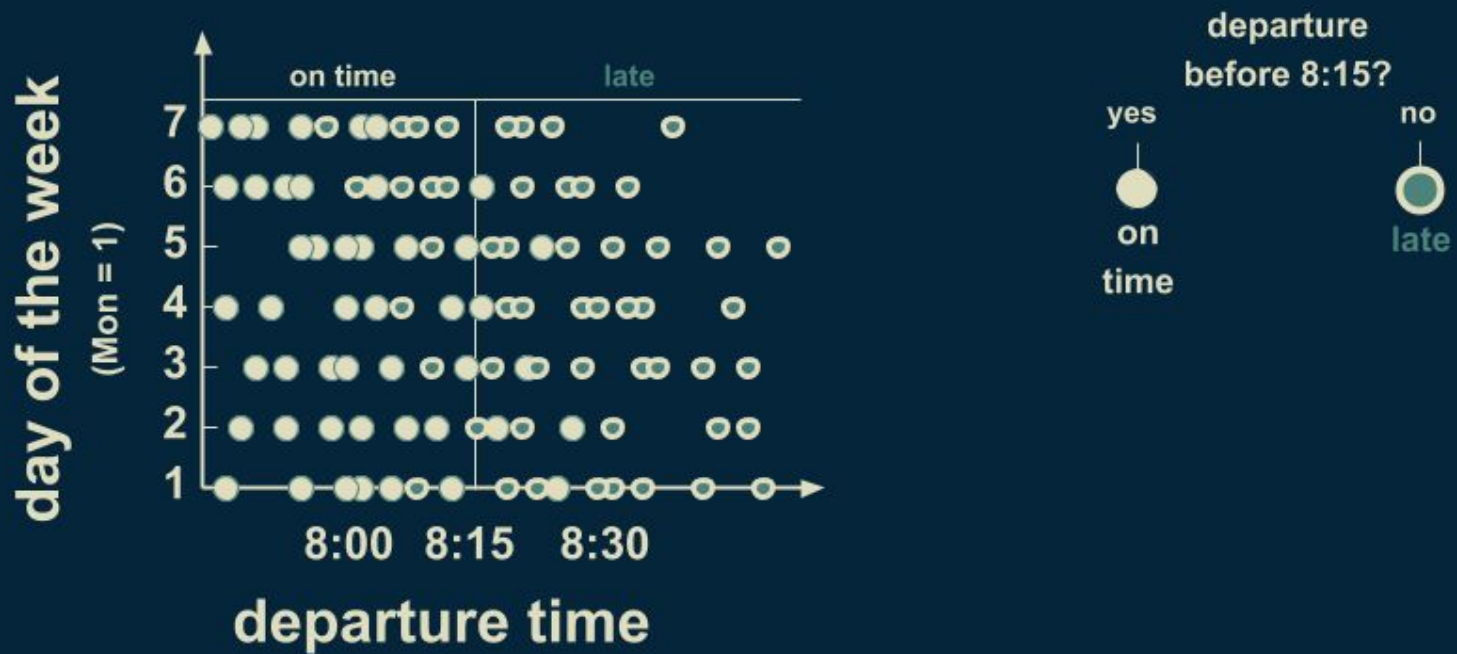 on time
late
day of the week
(Mon = 1)
7
6
5
4
3
2
1
8:00
8:15
8:30
departure time
departure
before 8:15?
yes
no
on
time
late